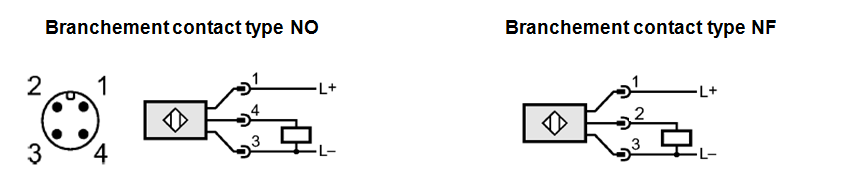 Branchement contact type NO
Branchement contact type NF
2 1
3 4
1 L+
4
3 L–
1 L+
2
3 L–